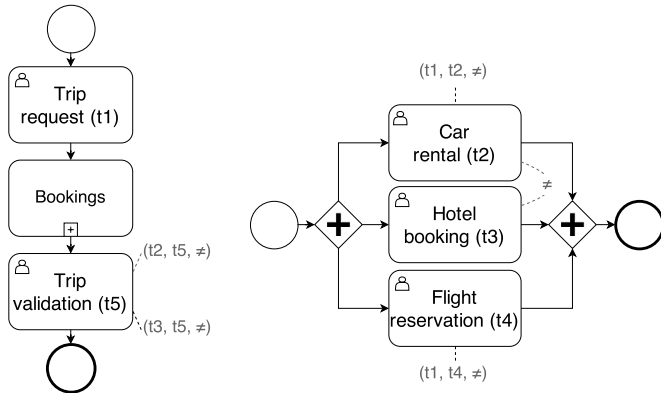 Trip
request (t1)
Bookings
+
Trip
validation (t5)
(t2, t5, ≠)
(t3, t5, ≠)
(t1, t2, ≠)
Car
rental (t2)
≠
Hotel
booking (t3)
Flight
reservation (t4)
(t1, t4, ≠)